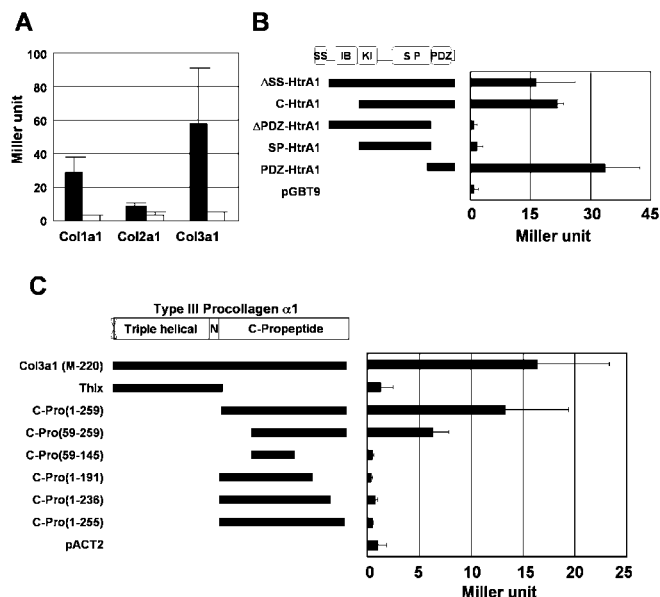 A
Miller unit
100
80
60
40
20
0
Col1a1 Col2a1 Col3a1
B
SS IB KI SP PDZ
ΔSS-HtrA1
C-HtrA1
ΔPDZ-HtrA1
SP-HtrA1
PDZ-HtrA1
pGBT9
0 15 30 45
Miller unit
C
Type III Procollagen α1
Triple helical N C-Propeptide
Col3a1 (M-220)
Thlx
C-Pro(1-259)
C-Pro(59-259)
C-Pro(59-145)
C-Pro(1-191)
C-Pro(1-236)
C-Pro(1-255)
pACT2
0 5 10 15 20 25
Miller unit